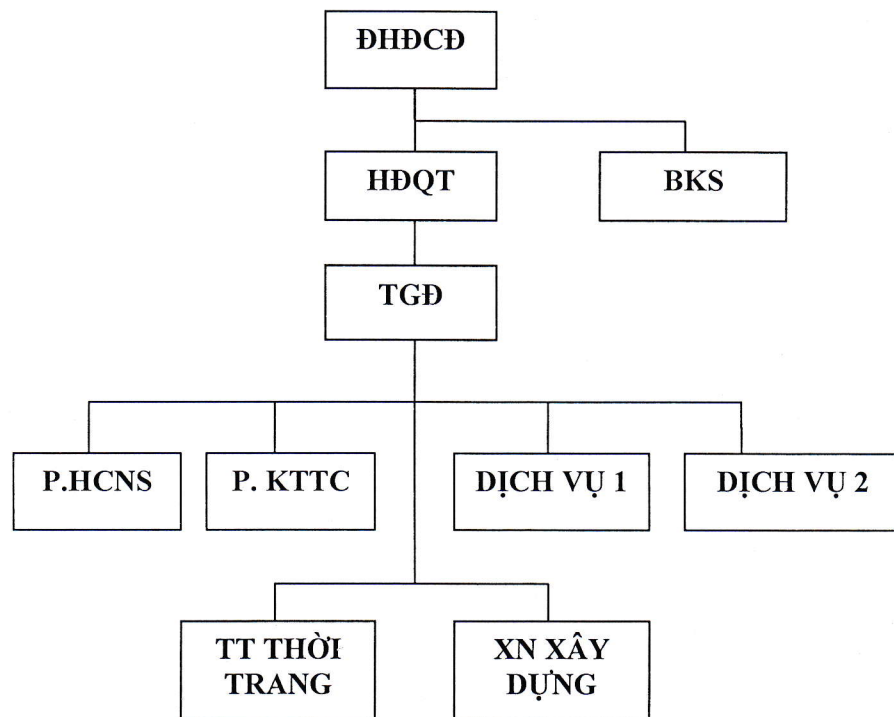 ĐHĐCĐ
HĐQT
BKS
TGĐ
P.HCNS
P. KTTC
DỊCH VỤ 1
DỊCH VỤ 2
TT THỜI
TRANG
XN XÂY
DỰNG